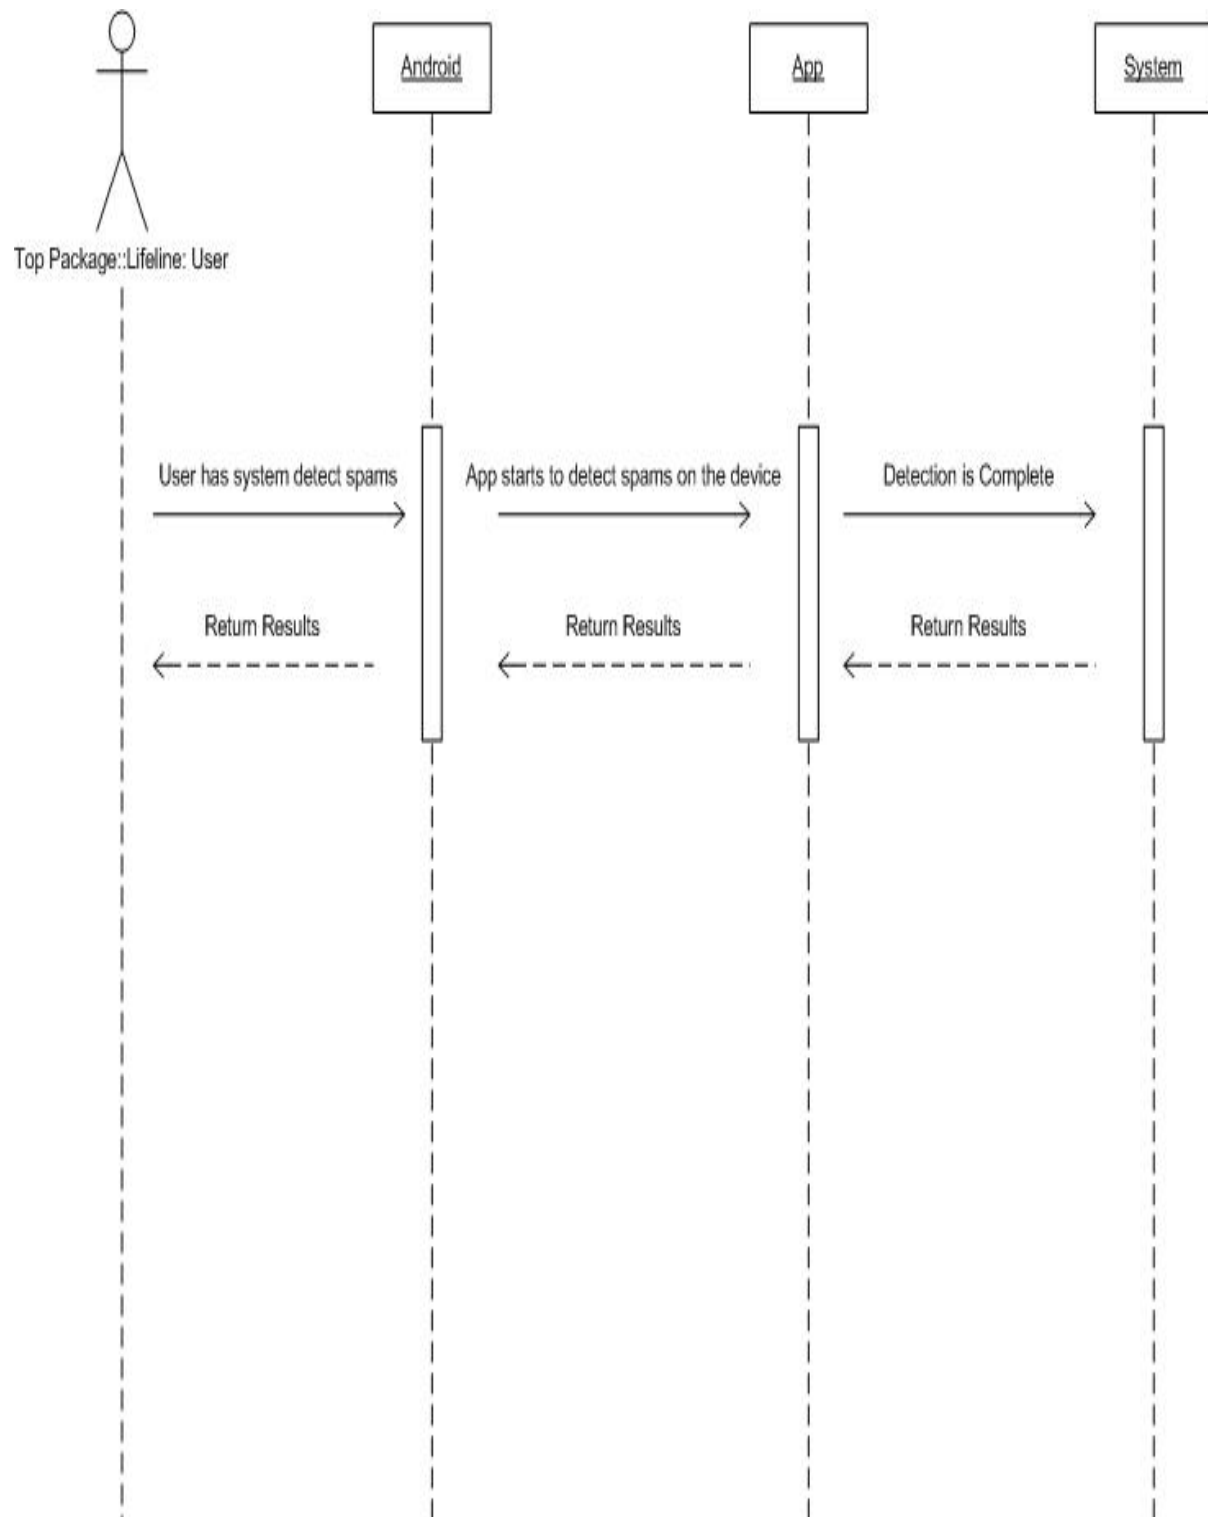 Android
App
System
Top Package::Lifeline: User
User has system detect spams
App starts to detect spams on the device
Detection is Complete
Return Results
Return Results
Return Results